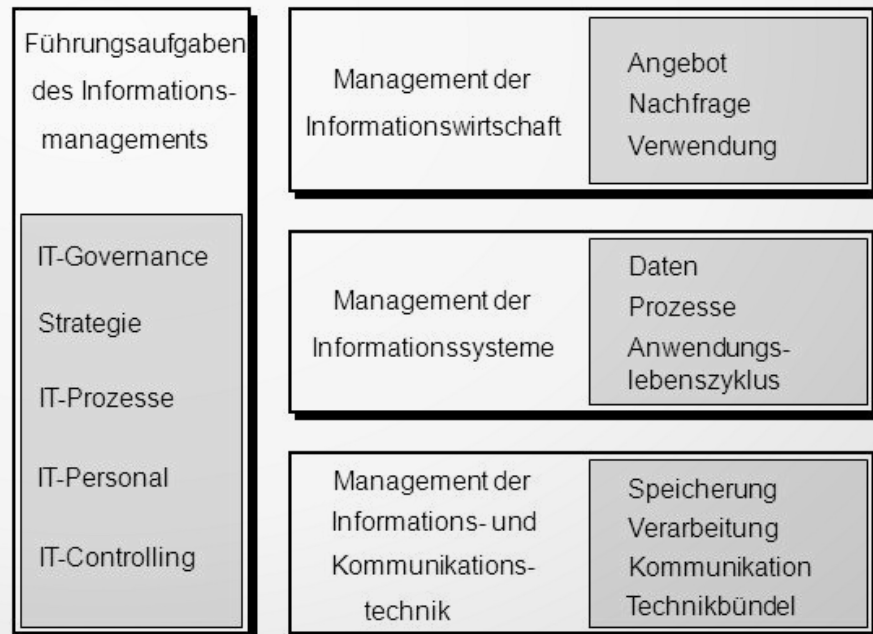 Führungsaufgaben
des Informations-
managements
IT-Governance
Strategie
IT-Prozesse
IT-Personal
IT-Controlling
Management der
Informationswirtschaft
Angebot
Nachfrage
Verwendung
Management der
Informationssysteme
Daten
Prozesse
Anwendungs-
lebenszyklus
Management der
Informations- und
Kommunikations-
technik
Speicherung
Verarbeitung
Kommunikation
Technikbündel